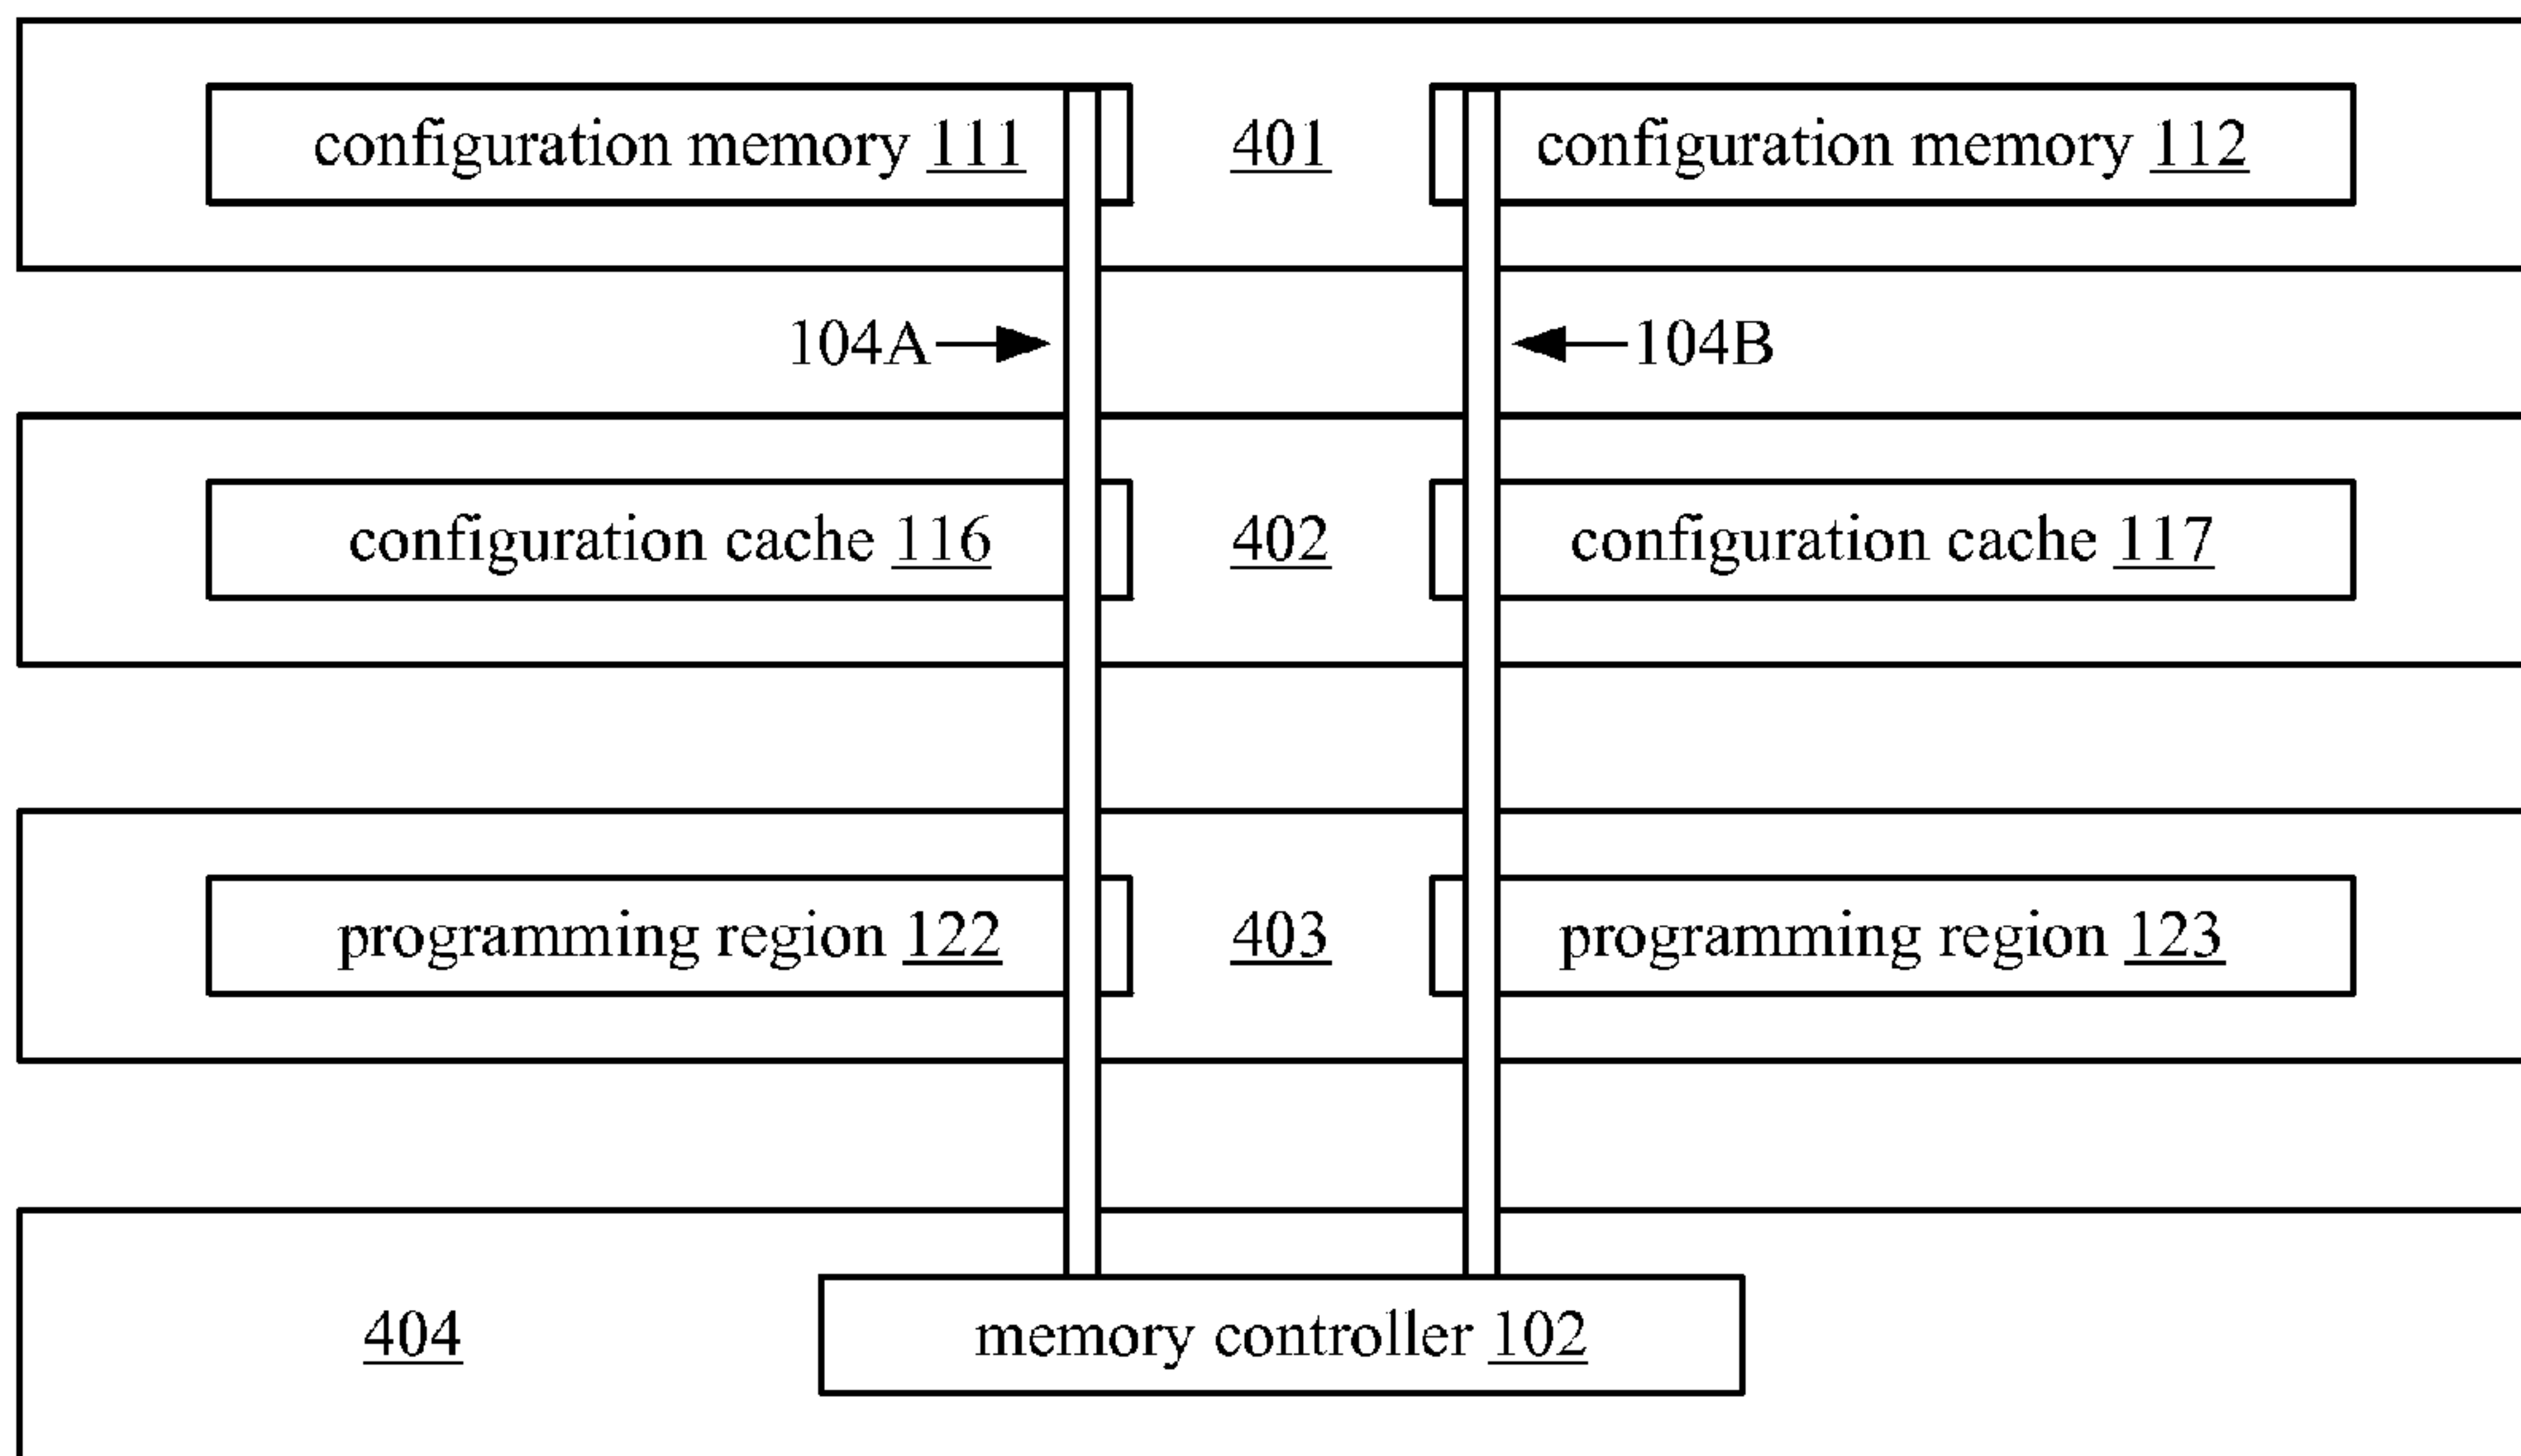 configuration memory 111 401 configuration memory 112
104A 104B
configuration cache 116 402 configuration cache 117
programming region 122 403 programming region 123
404 memory controller 102